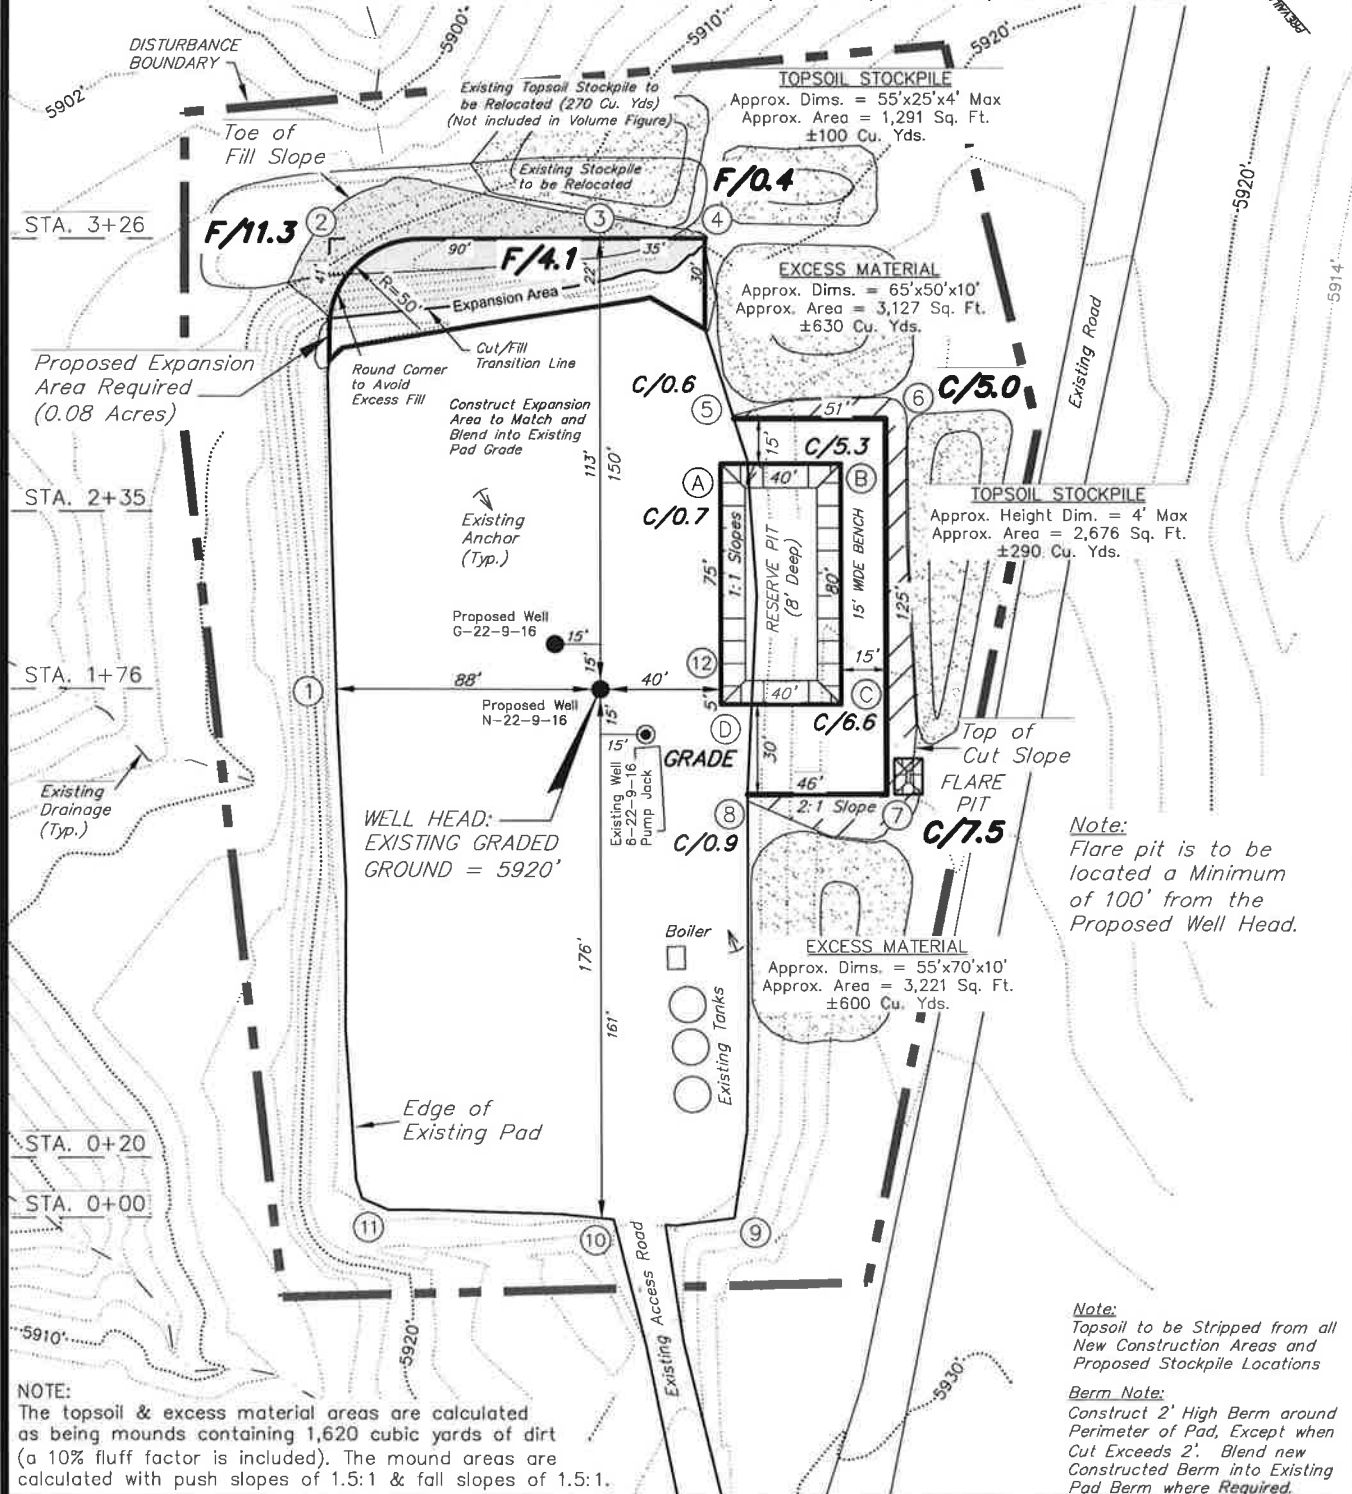 DISTURBANCE
BOUNDARY
5900'
5910'
5920'
5902'
Existing Topsoil Stockpile to
be Relocated (270 Cu. Yds)
(Not included in Volume Figure)
TOPSOIL STOCKPILE
Approx. Dims. = 55'x25'x4' Max
Approx. Area = 1,291 Sq. Ft.
±100 Cu. Yds.
Toe of
Fill Slope
Existing Stockpile
to be Relocated
F/0.4
5920'
STA. 3+26
F/11.3
2
3
4
90'
F/4.1
35'
41'
22'
30'
R=50'
Expansion Area
EXCESS MATERIAL
Approx. Dims. = 65'x50'x10'
Approx. Area = 3,127 Sq. Ft.
±630 Cu. Yds.
5914'
Existing Road
Proposed Expansion
Area Required
(0.08 Acres)
Cut/Fill
Transition Line
Round Corner
to Avoid
Excess Fill
Construct Expansion
Area to Match and
Blend into Existing
Pad Grade
C/0.6
5
51'
6
C/5.0
15'
C/5.3
113'
150'
A
40'
B
STA. 2+35
Existing
Anchor
(Typ.)
C/0.7
TOPSOIL STOCKPILE
Approx. Height Dim. = 4' Max
Approx. Area = 2,676 Sq. Ft.
±290 Cu. Yds.
75'
1:1 Slopes
RESERVE PIT
(8' Deep)
80'
15' WIDE BENCH
125'
Proposed Well
G-22-9-16
15'
15'
12
15'
STA. 1+76
1
88'
40'
40'
C
Proposed Well
N-22-9-16
15'
5'
C/6.6
15'
D
GRADE
30'
Top of
Cut Slope
Existing
Drainage
(Typ.)
Existing Well
6-22-9-16
Pump Jack
46'
2:1 Slope
FLARE
PIT
WELL HEAD:
EXISTING GRADED
GROUND = 5920'
8
7
C/0.9
C/7.5
Note:
Flare pit is to be
located a Minimum
of 100' from the
Proposed Well Head.
Boiler
176'
161'
EXCESS MATERIAL
Approx. Dims. = 55'x70'x10'
Approx. Area = 3,221 Sq. Ft.
±600 Cu. Yds.
Existing Tanks
Edge of
Existing Pad
STA. 0+20
STA. 0+00
11
10
9
Existing Access Road
5910'
5920'
5930'
Note:
Topsoil to be Stripped from all
New Construction Areas and
Proposed Stockpile Locations
NOTE:
The topsoil & excess material areas are calculated
as being mounds containing 1,620 cubic yards of dirt
(a 10% fluff factor is included). The mound areas are
calculated with push slopes of 1.5:1 & fall slopes of 1.5:1.
Berm Note:
Construct 2' High Berm around
Perimeter of Pad, Except when
Cut Exceeds 2'. Blend new
Constructed Berm into Existing
Pad Berm where Required.